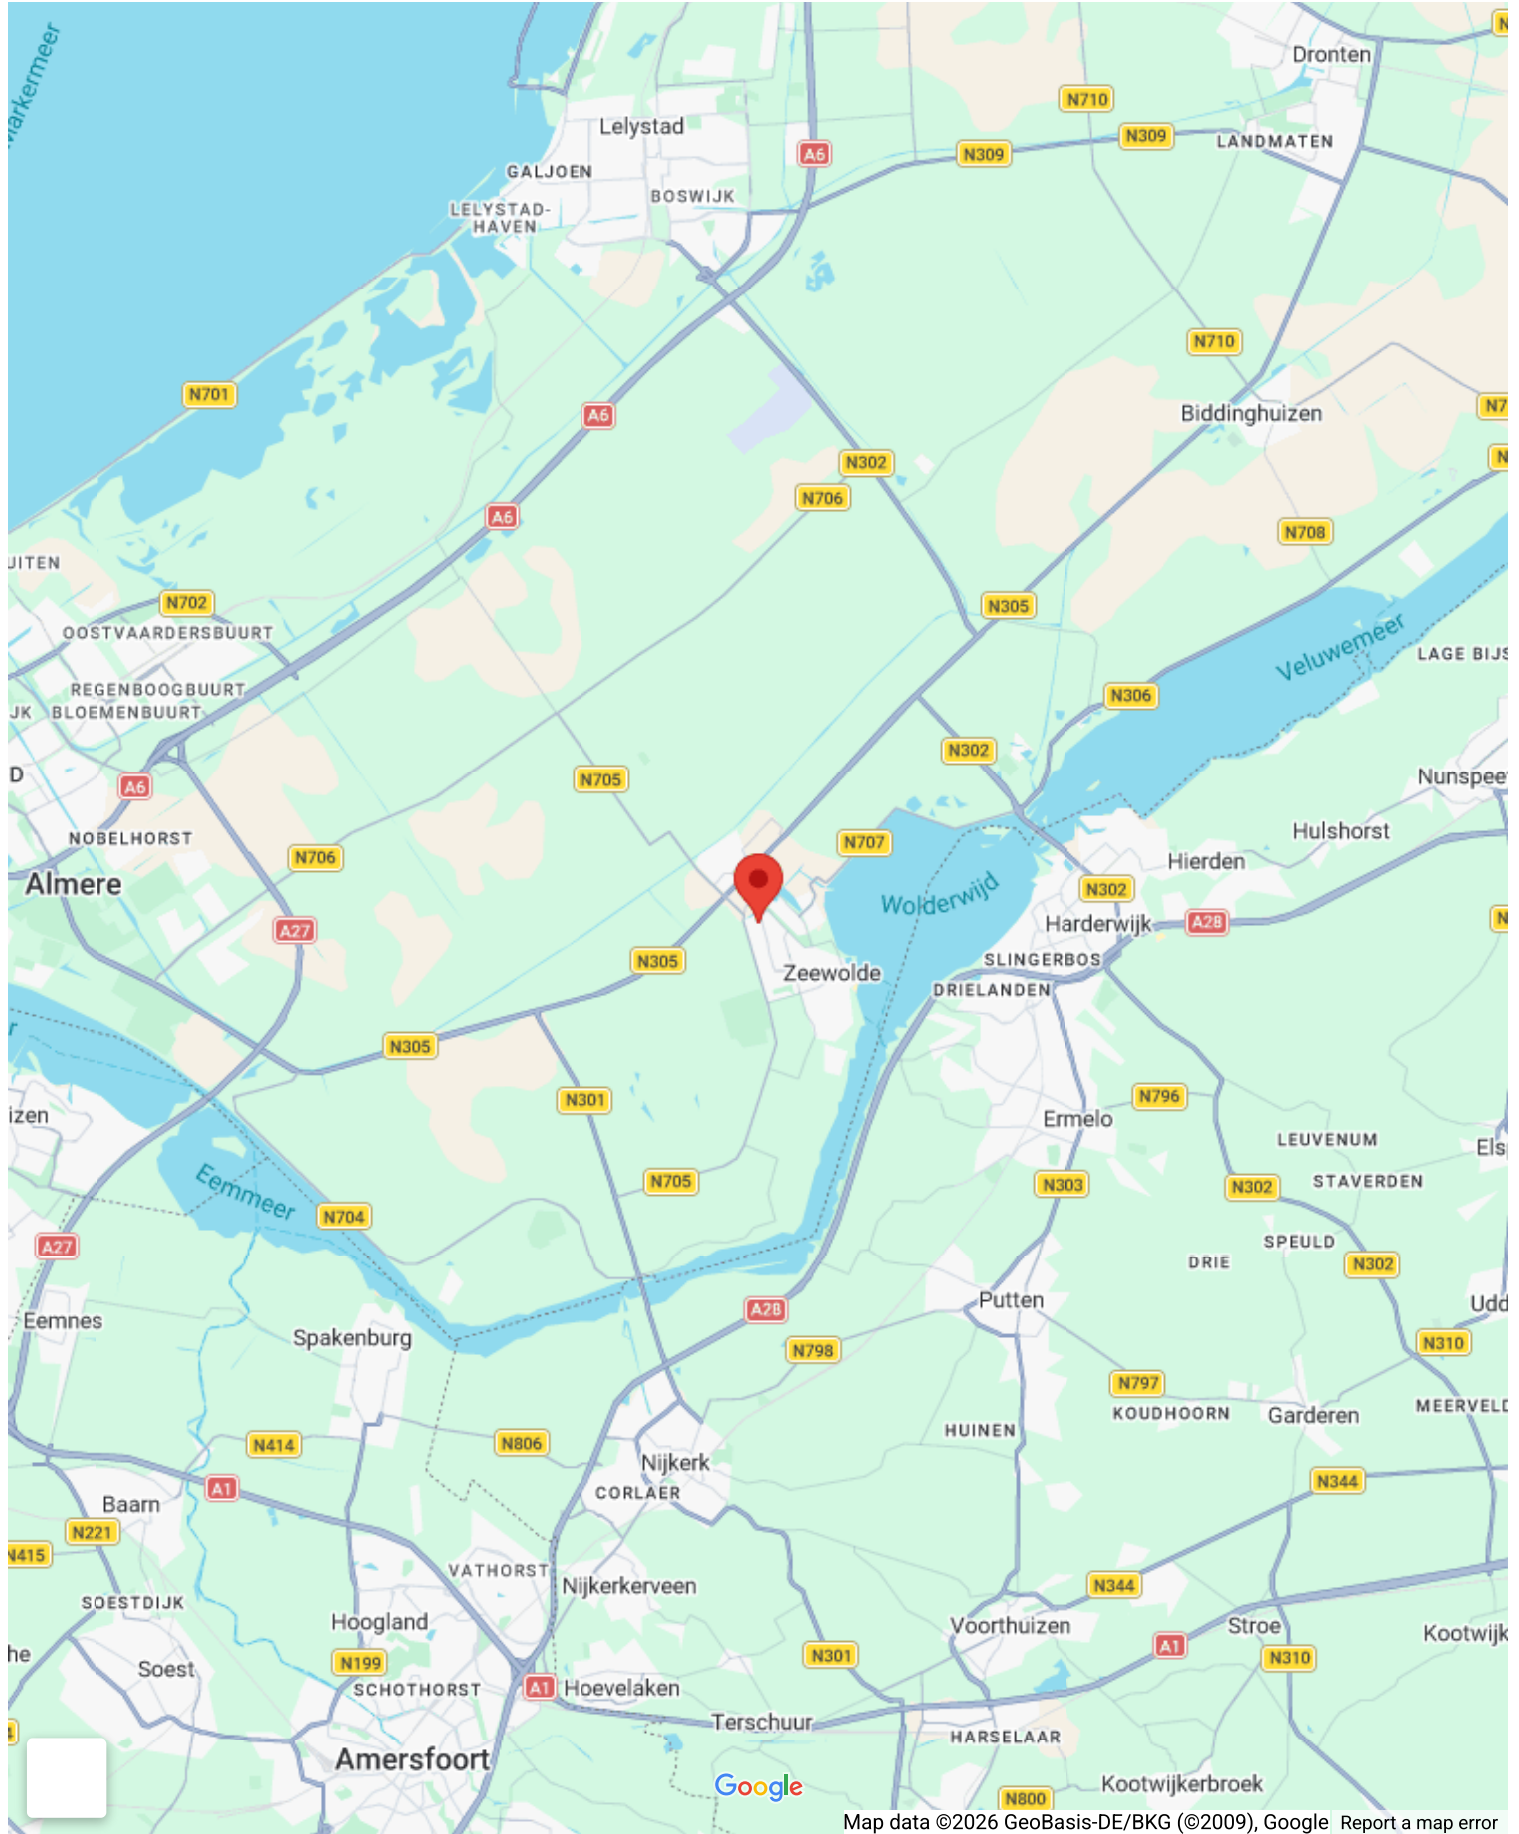 Markermeer
Dronten
N710
Lelystad
N309
N309
LANDMATEN
A6
GALJOEN
BOSWIJK
LELYSTAD-
HAVEN
N710
N701
A6
Biddinghuizen
N302
N706
A6
N708
N702
N305
OOSTVAARDERSBUURT
Veluwemeer
REGENBOOGBUURT
BLOEMENBUURT
N306
N302
N705
A6
NOBELHORST
N707
Hulshorst
N706
Hierden
Almere
N302
Wolderwijd
A27
Harderwijk
A28
N305
SLINGERBOS
Zeewolde
DRIELANDEN
N305
N301
N796
Ermelo
LEUVENUM
N705
N303
N302
STAVERDEN
Eemmeer
N704
A27
SPEULD
DRIE
N302
Putten
A28
Eemnes
Spakenburg
N310
N798
N797
KOUDHOORN
Garderen
HUINEN
N414
N806
Nijkerk
A1
CORLAER
N344
Baarn
N221
N415
VATHORST
Nijkerkerveen
N344
SOESTDIJK
Hoogland
Voorthuizen
Stroe
A1
N301
N310
Soest
N199
SCHOTHORST
A1
Hoevelaken
Terschuur
HARSELAAR
Amersfoort
Google
Kootwijkerbroek
N800
Map data ©2026 GeoBasis-DE/BKG (©2009), Google
Report a map error